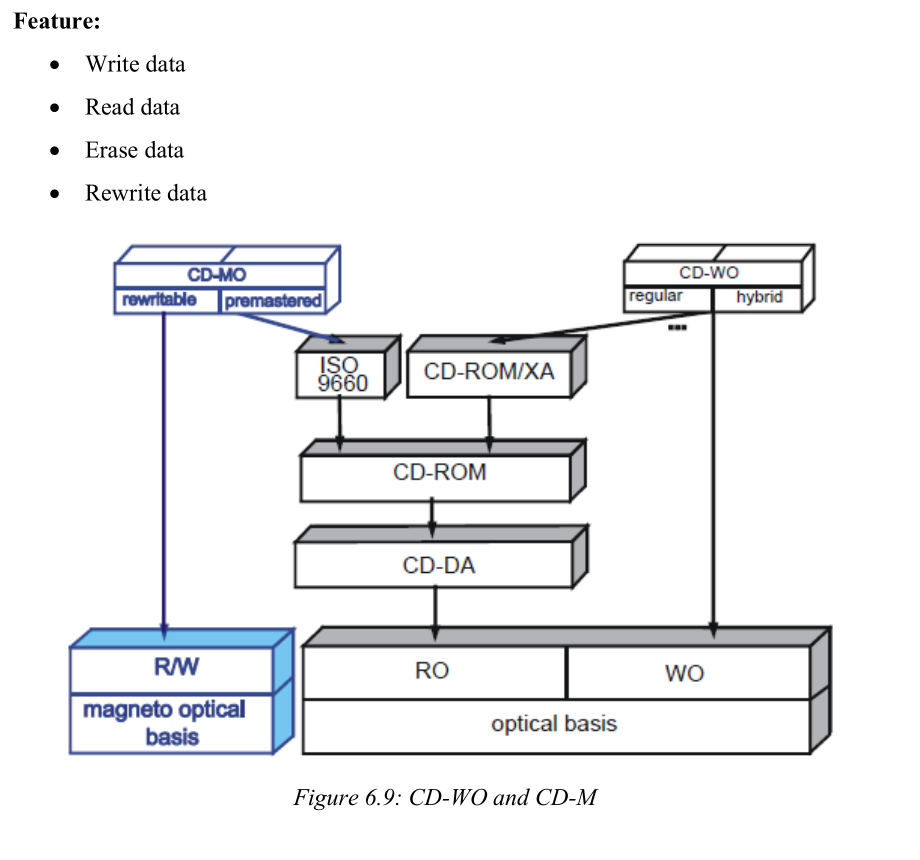 Feature:
• Write data
• Read data
• Erase data
• Rewrite data
CD-MO
rewritable premastered
CD-WO
regular hybrid
...
ISO
9660
CD-ROM/XA
CD-ROM
CD-DA
R/W
magneto optical
basis
RO
WO
optical basis
Figure 6.9: CD-WO and CD-M